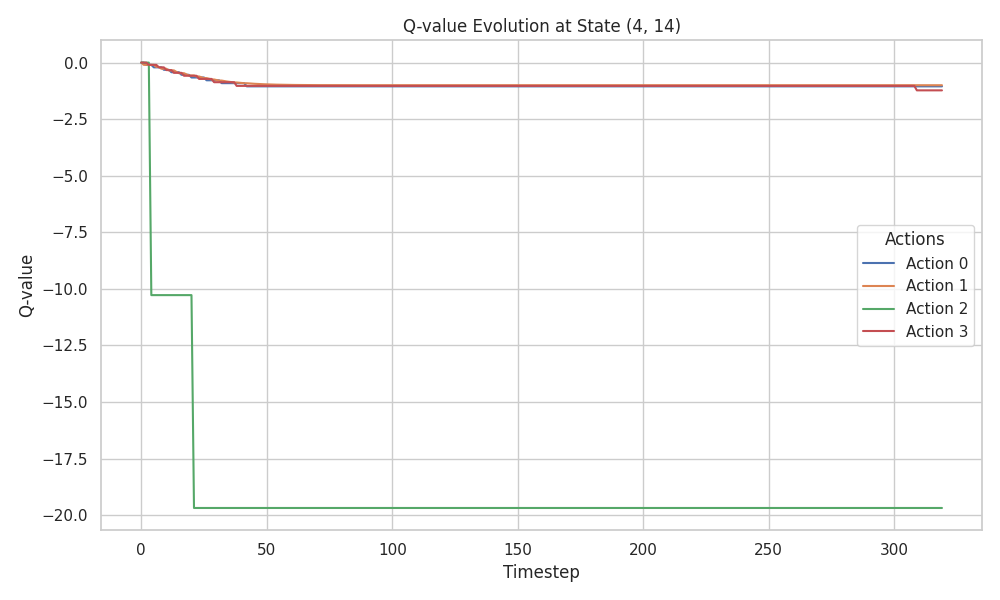 Q-value Evolution at State (4, 14)
0.0
−2.5
−5.0
−7.5
−10.0
−12.5
−15.0
−17.5
−20.0
Q-value
Actions
Action 0
Action 1
Action 2
Action 3
0 50 100 150 200 250 300
Timestep